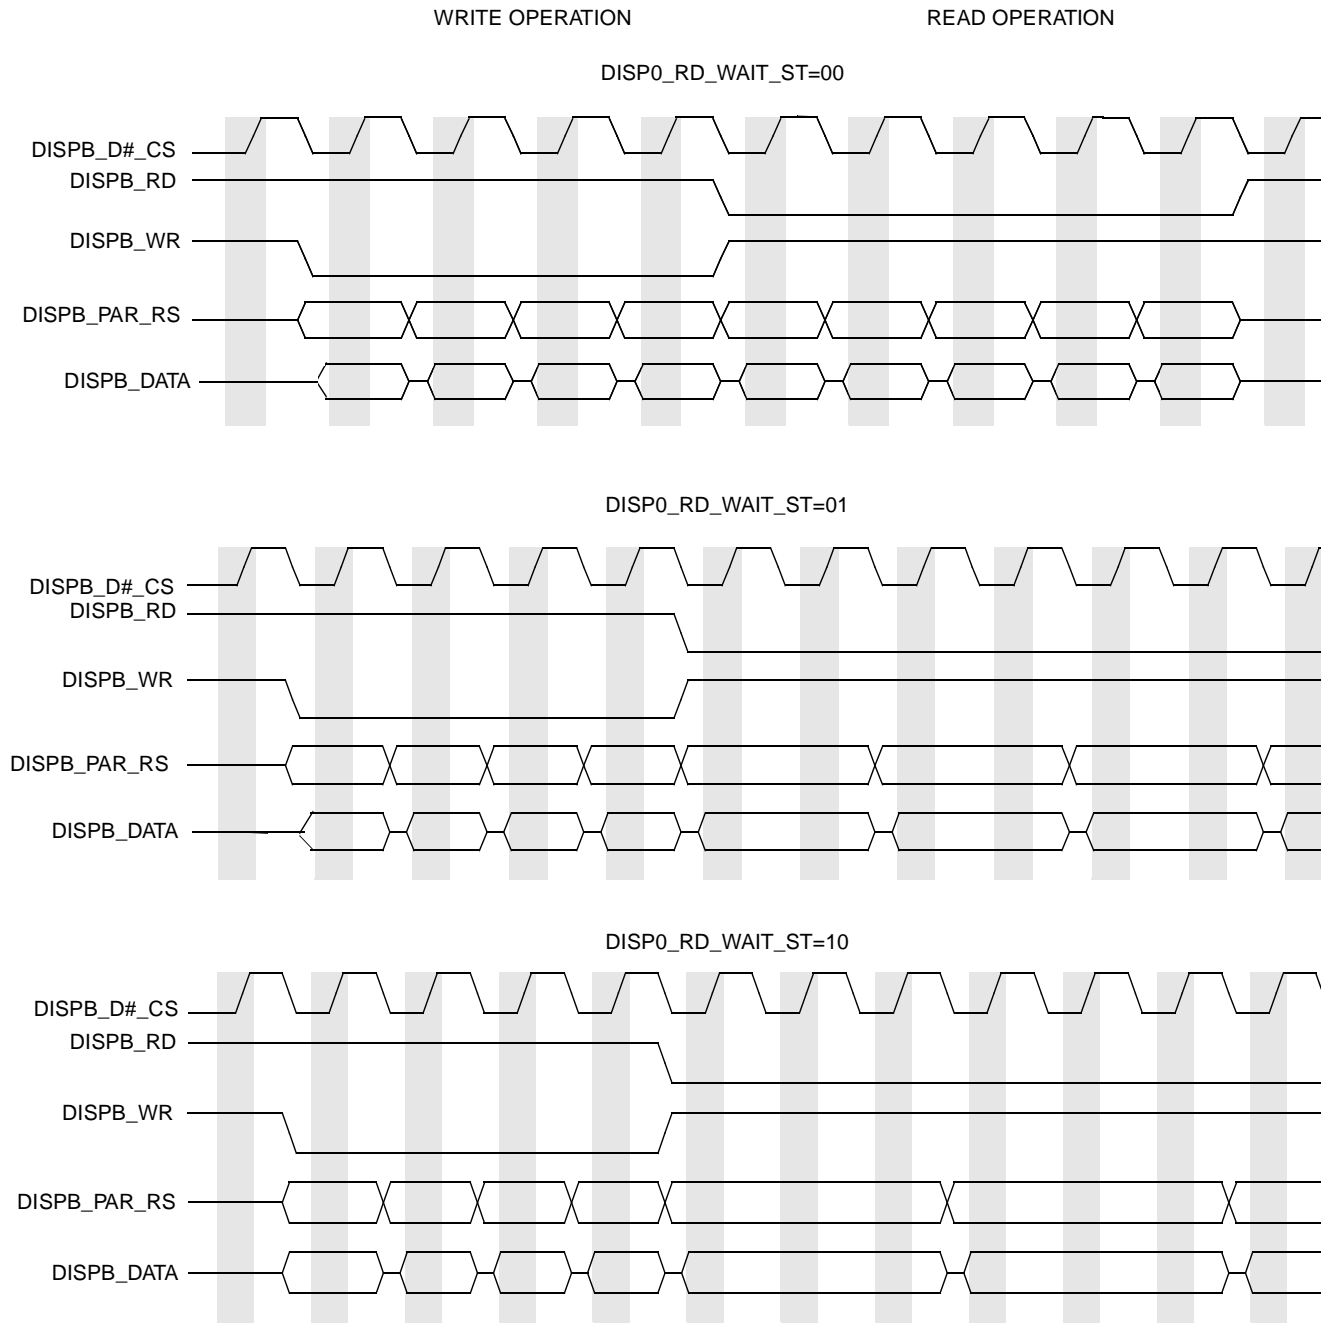 WRITE OPERATION READ OPERATION
DISP0_RD_WAIT_ST=00
DISPB_D#_CS
DISPB_RD
DISPB_WR
DISPB_PAR_RS
DISPB_DATA
DISP0_RD_WAIT_ST=01
DISPB_D#_CS
DISPB_RD
DISPB_WR
DISPB_PAR_RS
DISPB_DATA
DISP0_RD_WAIT_ST=10
DISPB_D#_CS
DISPB_RD
DISPB_WR
DISPB_PAR_RS
DISPB_DATA